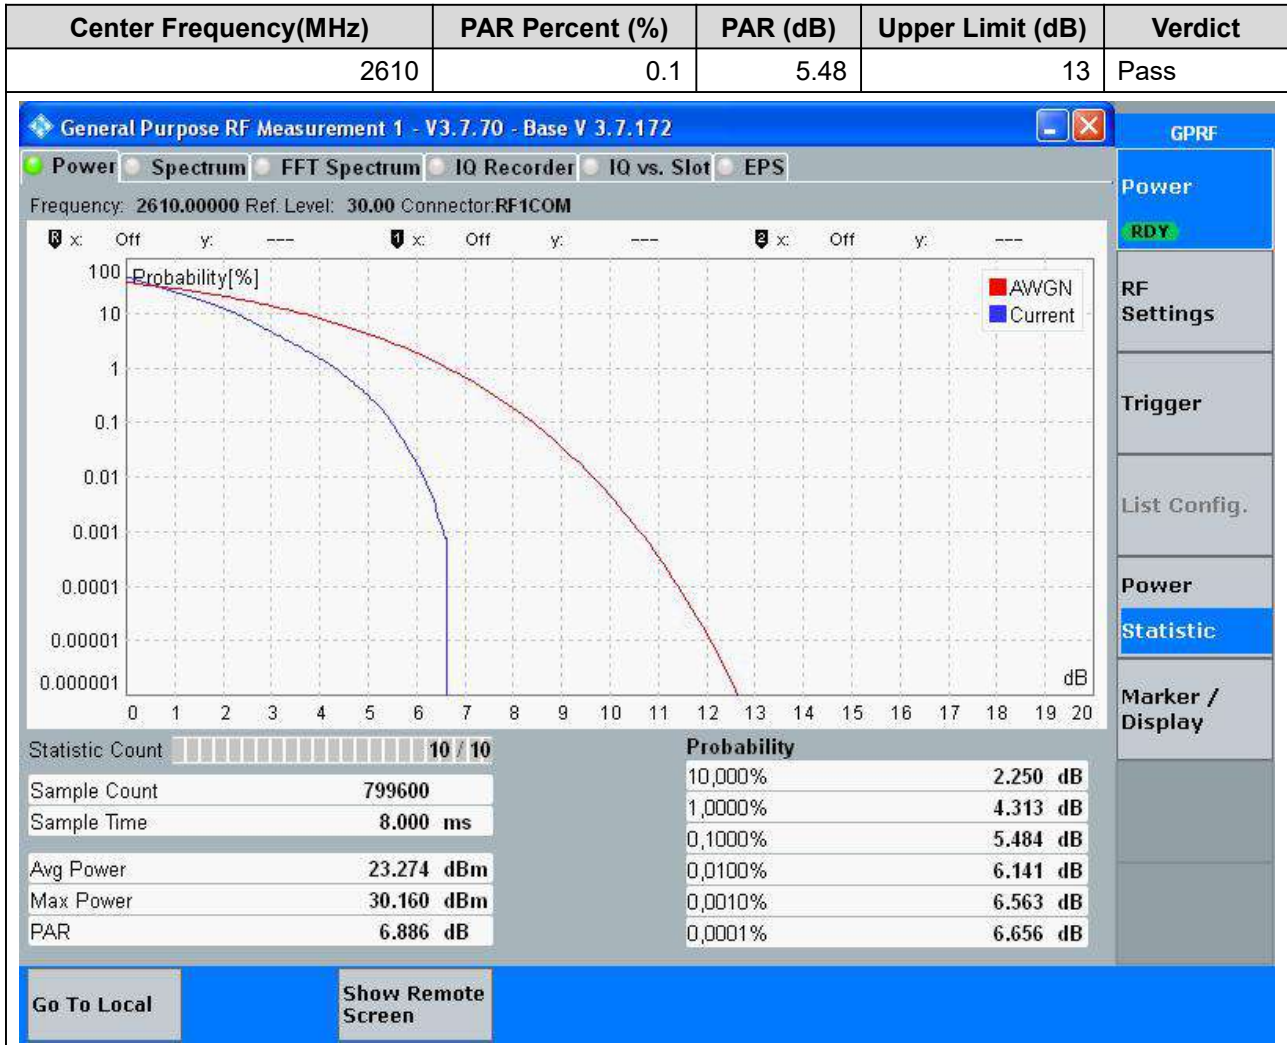 Center Frequency(MHz) PAR Percent (%) PAR (dB) Upper Limit (dB) Verdict
2610 0.1 5.48 13 Pass
General Purpose RF Measurement 1 - V3.7.70 - Base V 3.7.172
GPRF
Power Spectrum FFT Spectrum IQ Recorder IQ vs. Slot EPS
Power
RDY
Frequency: 2610.00000 Ref. Level: 30.00 Connector:RF1COM
R x: Off y: --- 1 x: Off y: --- 2 x: Off y: ---
Probability[%]
AWGN
Current
100
10
1
0.1
0.01
0.001
0.0001
0.00001
0.000001
dB
0 1 2 3 4 5 6 7 8 9 10 11 12 13 14 15 16 17 18 19 20
RF
Settings
Trigger
List Config.
Power
Statistic
Marker /
Display
Statistic Count 10 / 10
Sample Count 799600
Sample Time 8.000 ms
Avg Power 23.274 dBm
Max Power 30.160 dBm
PAR 6.886 dB
Probability
10,000% 2.250 dB
1,0000% 4.313 dB
0,1000% 5.484 dB
0,0100% 6.141 dB
0,0010% 6.563 dB
0,0001% 6.656 dB
Go To Local
Show Remote
Screen